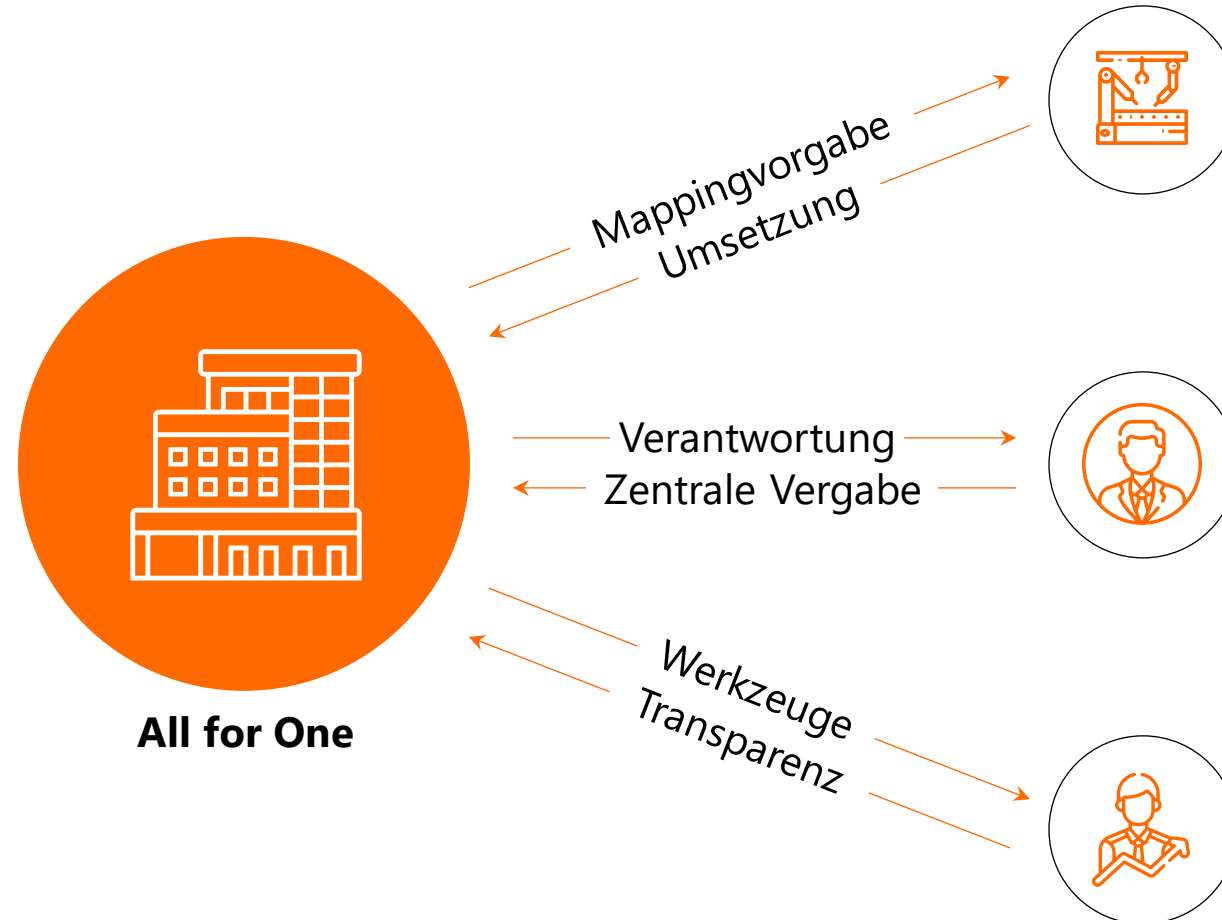 Mappingvorgabe
Umsetzung
Verantwortung
Zentrale Vergabe
Werkzeuge
Transparenz
All for One